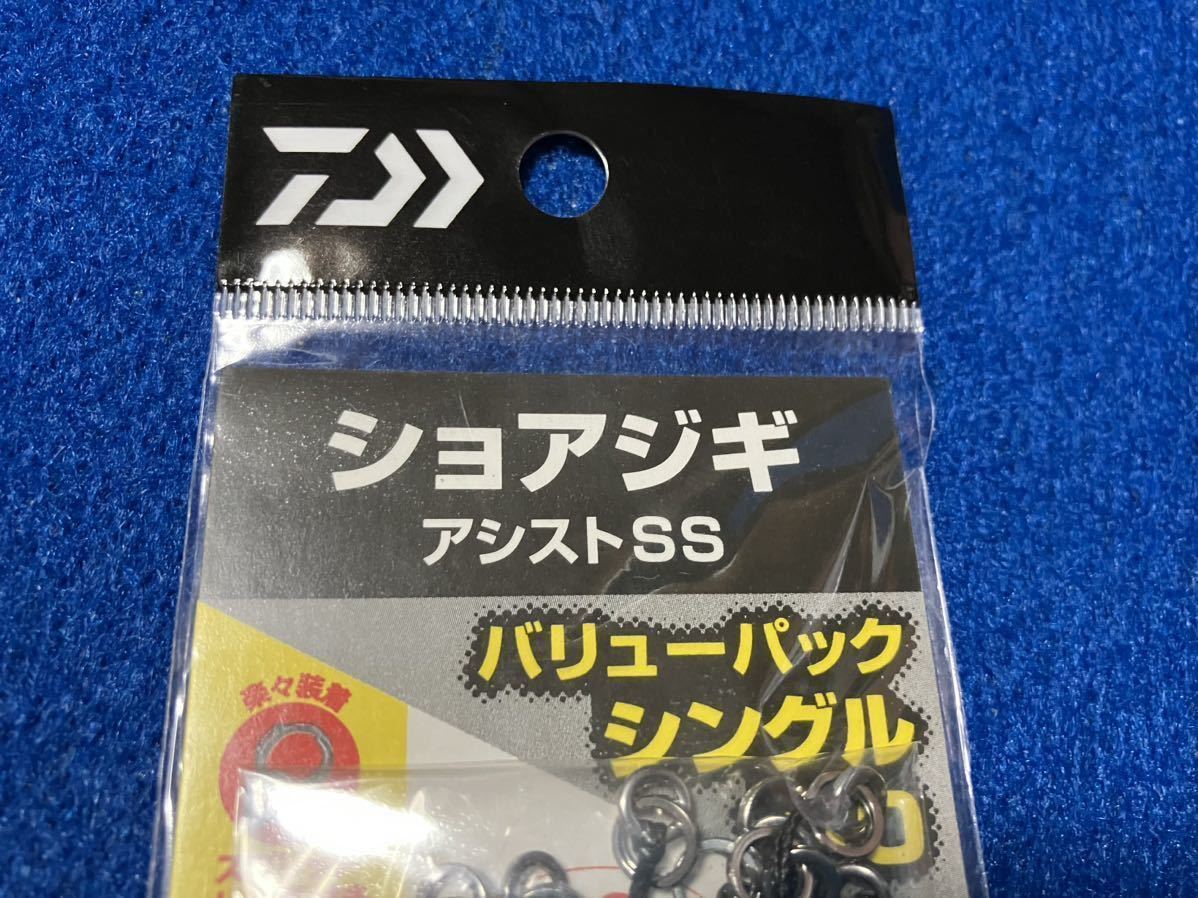 ショアジギ
アシストSS
バリューパック
シングル
楽々装着